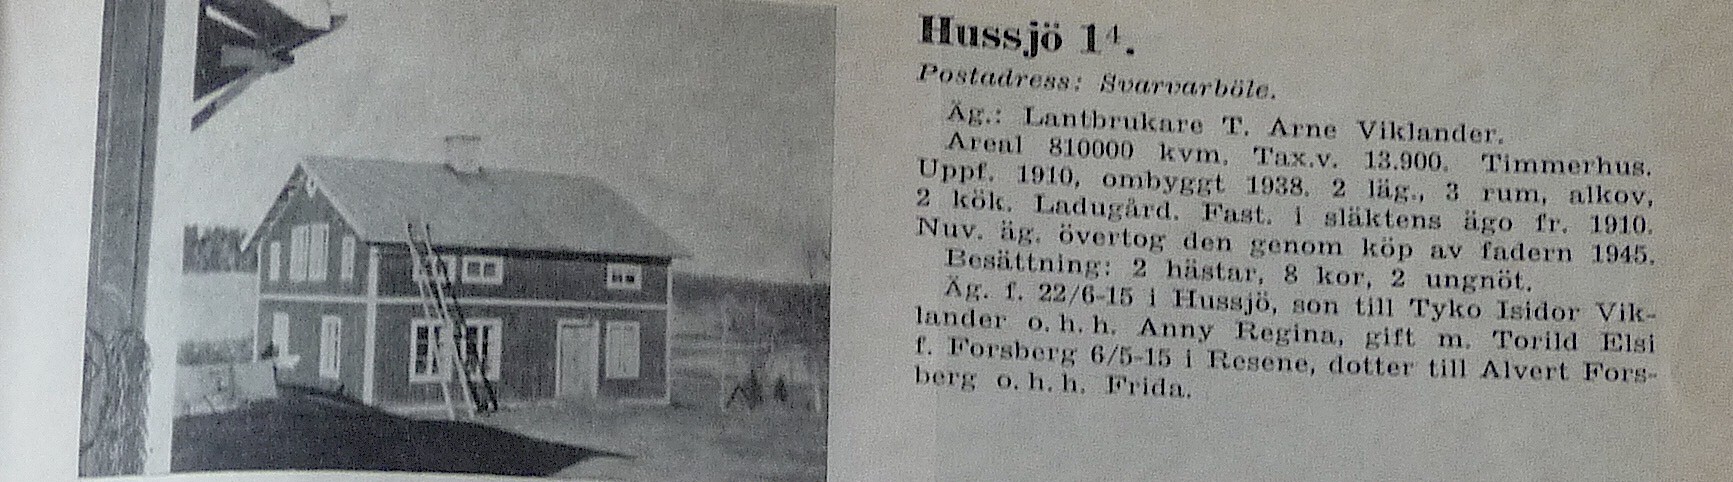 Hussjö 1⁴.
Postadress: Svarvarböle.
Äg.: Lantbrukare T. Arne Viklander.
Areal 810000 kvm. Tax.v. 13.900. Timmerhus.
Uppf. 1910, ombyggt 1938. 2 läg., 3 rum, alkov,
2 kök. Ladugård. Fast. i släktens ägo fr. 1910.
Nuv. äg. övertog den genom köp av fadern 1945.
Besättning: 2 hästar, 8 kor, 2 ungnöt.
Äg. f. 22/6-15 i Hussjö, son till Tyko Isidor Vik-
lander o. h. h. Anny Regina, gift m. Torild Elsi
f. Forsberg 6/5-15 i Resene, dotter till Alvert Fors-
berg o. h. h. Frida.